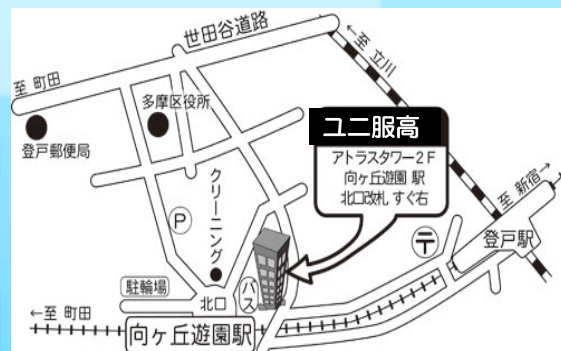 世田谷道路
←至 立川
至 町田
多摩区役所
登戸郵便局
ユニ服高
アトラスタワー2F
向ヶ丘遊園 駅
北口改札 すぐ右
クリーニング
P
至 新宿→
〒
登戸駅
駐輪場
北口
バス
←至 町田
向ヶ丘遊園駅